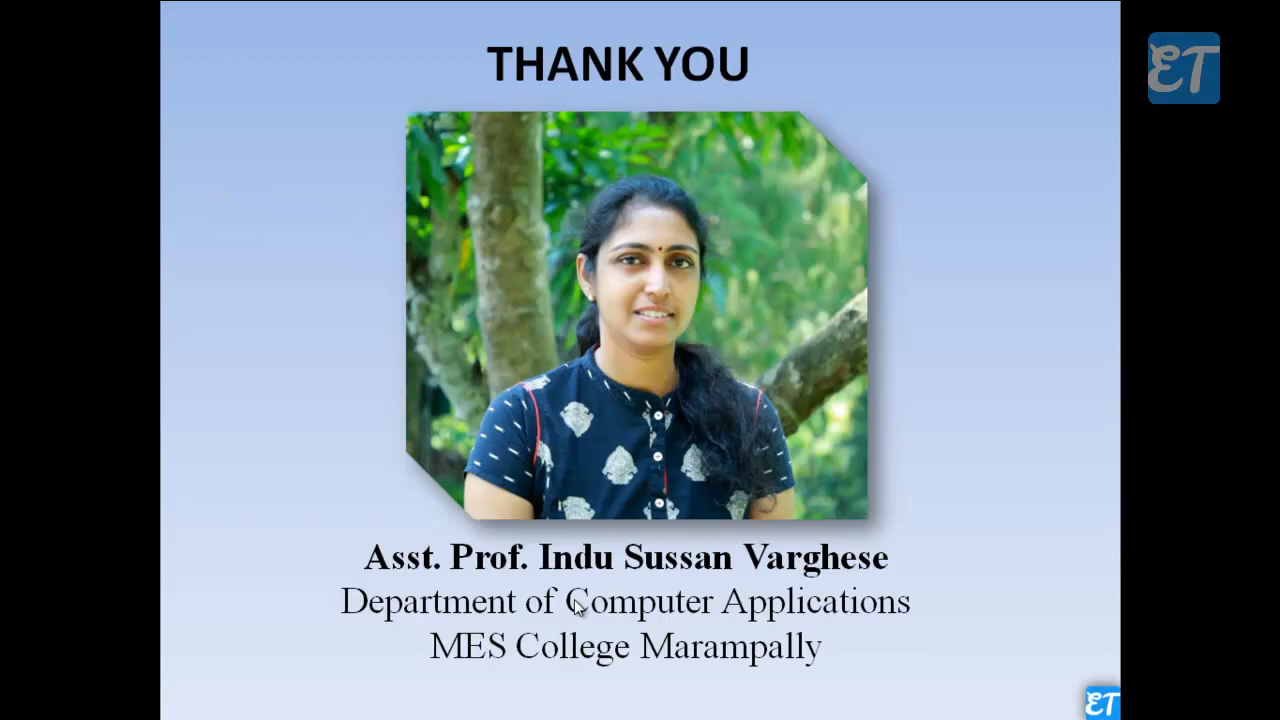 THANK YOU
ET
Asst. Prof. Indu Sussan Varghese
Department of Computer Applications
MES College Marampally
ET